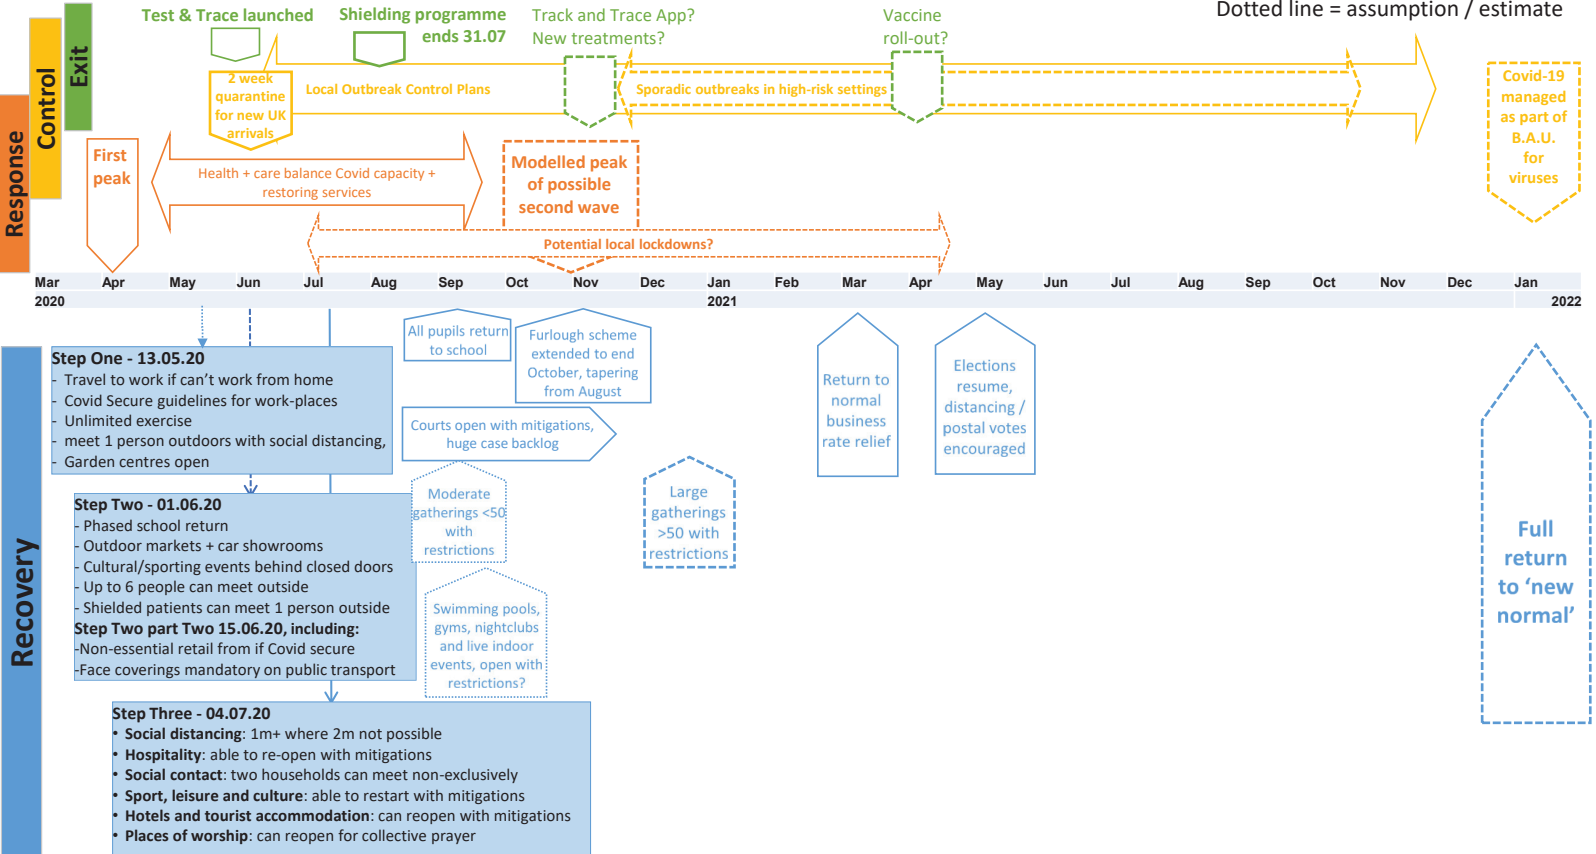 Dotted line = assumption / estimate
Test & Trace launched
Shielding programme
ends 31.07
Track and Trace App?
New treatments?
Vaccine
roll-out?
Exit
Control
Response
2 week
quarantine
for new UK
arrivals
Local Outbreak Control Plans
Sporadic outbreaks in high-risk settings
Covid-19
managed
as part of
B.A.U.
for
viruses
First
peak
Health + care balance Covid capacity +
restoring services
Modelled peak
of possible
second wave
Potential local lockdowns?
Mar Apr May Jun Jul Aug Sep Oct Nov Dec Jan Feb Mar Apr May Jun Jul Aug Sep Oct Nov Dec Jan
2020 2021 2022
Recovery
Step One - 13.05.20
- Travel to work if can’t work from home
- Covid Secure guidelines for work-places
- Unlimited exercise
- meet 1 person outdoors with social distancing,
- Garden centres open
Step Two - 01.06.20
- Phased school return
- Outdoor markets + car showrooms
- Cultural/sporting events behind closed doors
- Up to 6 people can meet outside
- Shielded patients can meet 1 person outside
Step Two part Two 15.06.20, including:
-Non-essential retail from if Covid secure
-Face coverings mandatory on public transport
Step Three - 04.07.20
• Social distancing: 1m+ where 2m not possible
• Hospitality: able to re-open with mitigations
• Social contact: two households can meet non-exclusively
• Sport, leisure and culture: able to restart with mitigations
• Hotels and tourist accommodation: can reopen with mitigations
• Places of worship: can reopen for collective prayer
All pupils return
to school
Furlough scheme
extended to end
October, tapering
from August
Courts open with mitigations,
huge case backlog
Moderate
gatherings <50
with
restrictions
Swimming pools,
gyms, nightclubs
and live indoor
events, open with
restrictions?
Large
gatherings
>50 with
restrictions
Return to
normal
business
rate relief
Elections
resume,
distancing /
postal votes
encouraged
Full
return
to ‘new
normal’